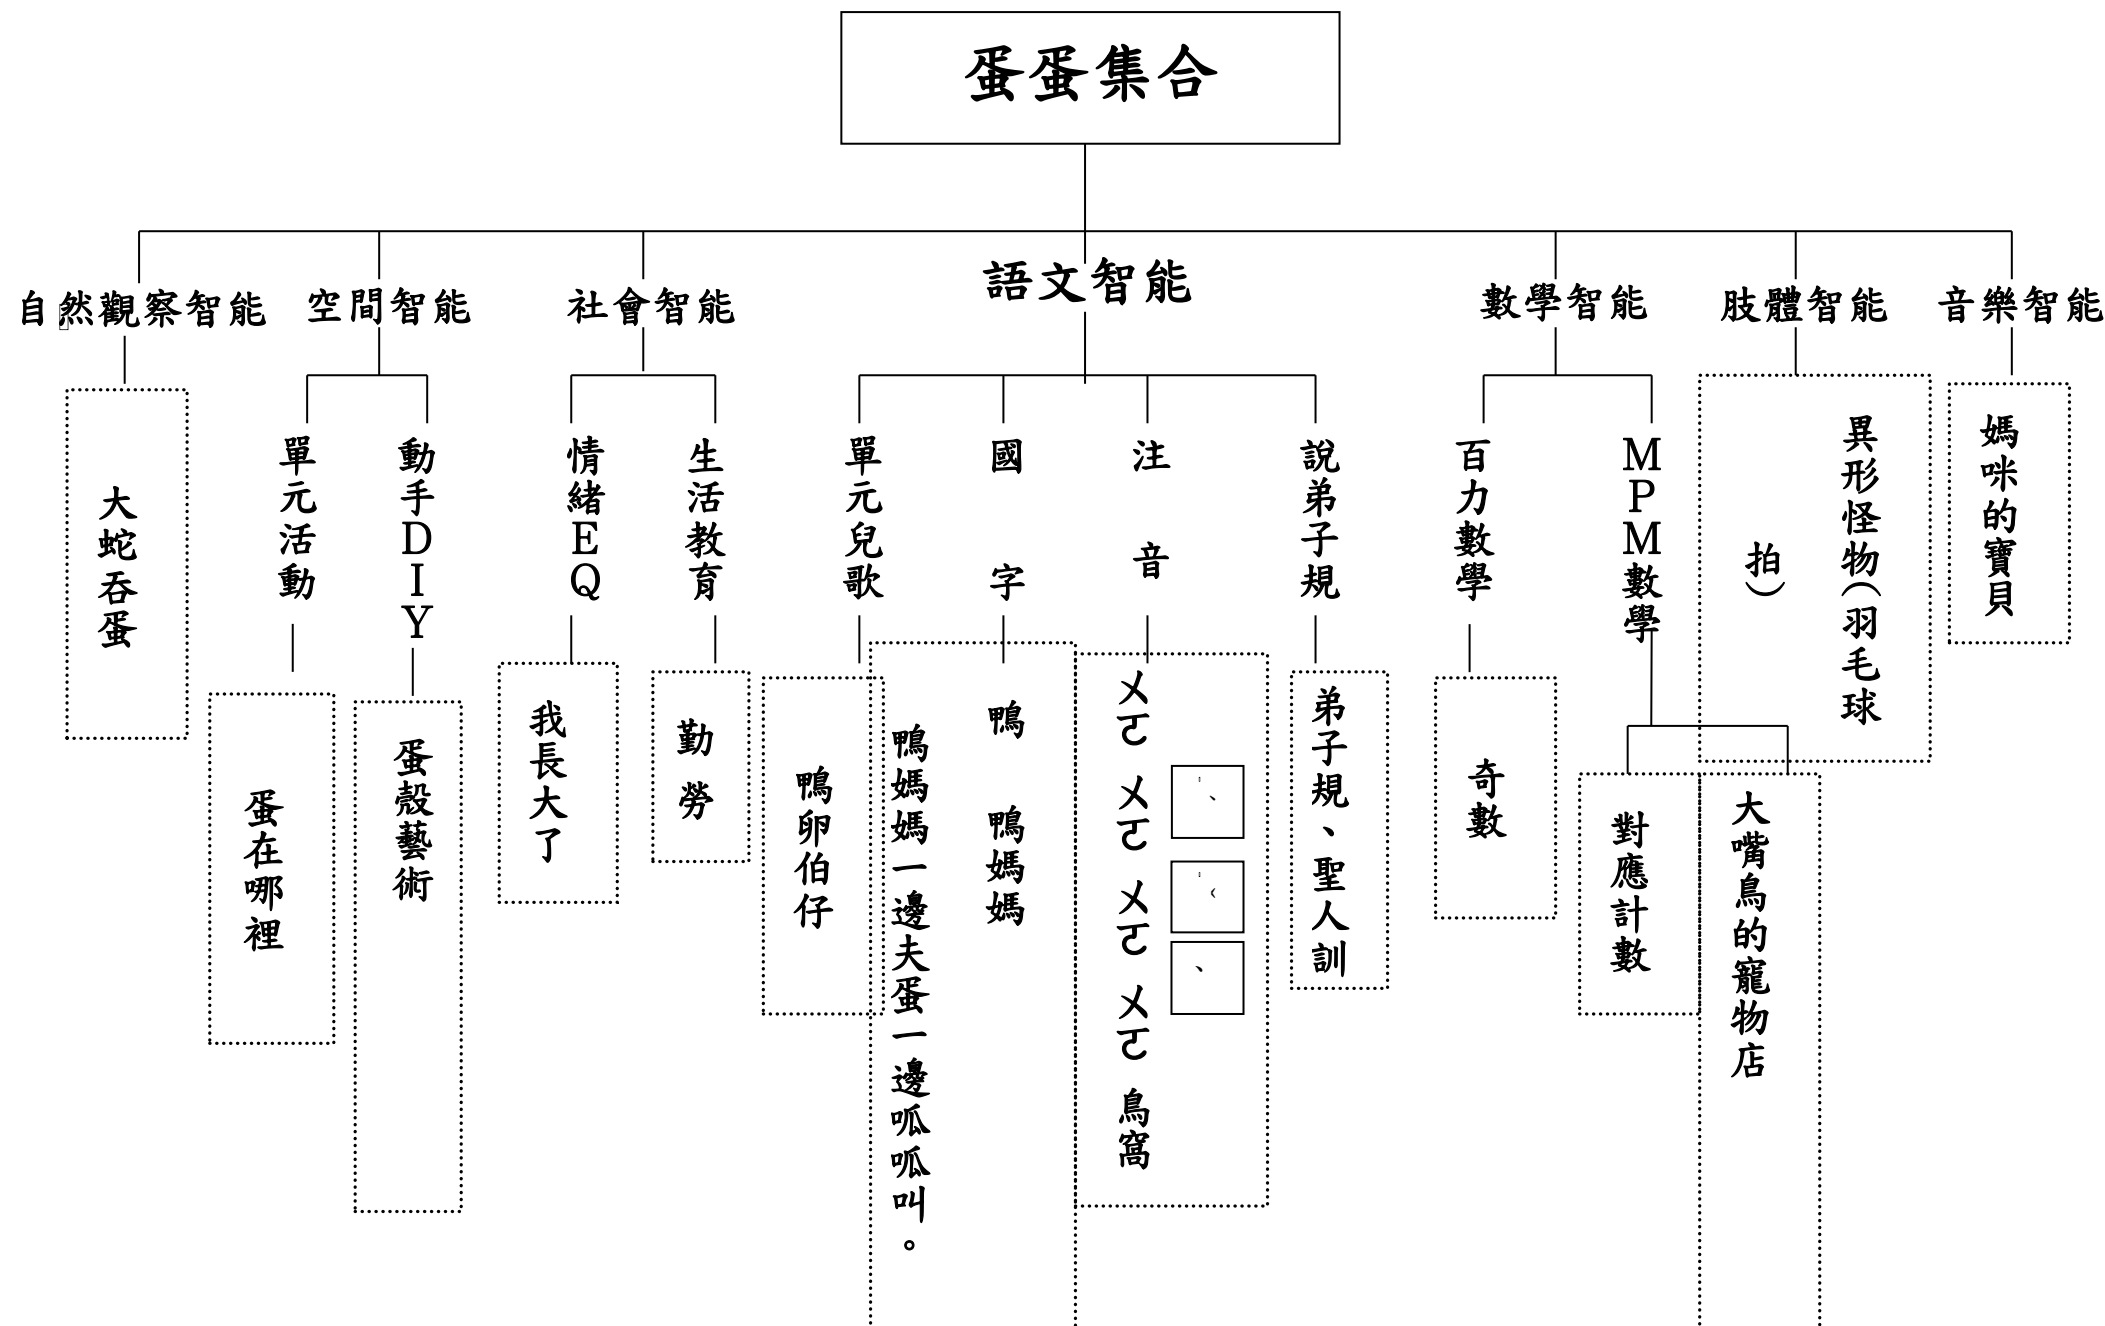 蛋蛋集合
自然觀察智能
空間智能
社會智能
語文智能
數學智能
肢體智能
音樂智能
大蛇吞蛋
單元活動
蛋在哪裡
動手DIY
蛋殼藝術
情緒EQ
我長大了
生活教育
勤勞
單元兒歌
鴨卵伯仔
國字
鴨 鴨媽媽
鴨媽媽一邊夫蛋一邊呱呱叫。
注音
ㄨㄛ ㄨㄛ ㄨㄛ ㄨㄛ 鳥窩
說弟子規
弟子規、聖人訓
百力數學
奇數
MPM數學
對應計數
大嘴鳥的寵物店
異形怪物(羽毛球
拍)
媽咪的寶貝